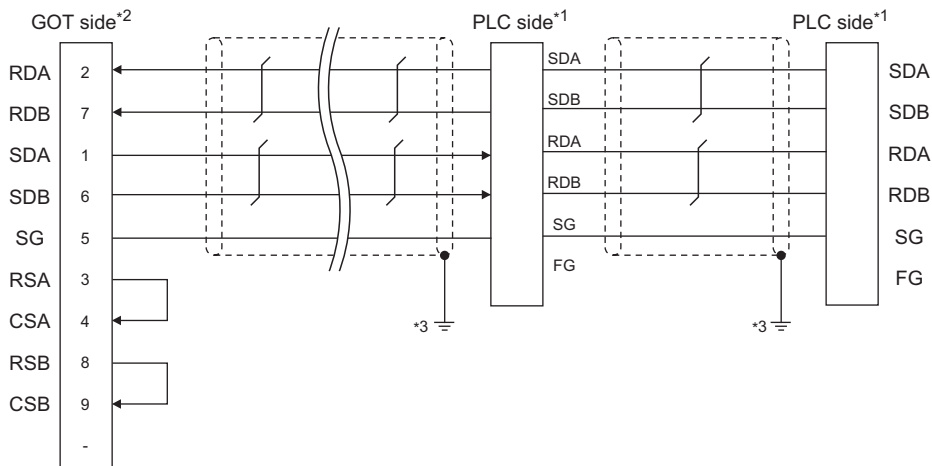 GOT side*2 PLC side*1 PLC side*1
RDA 2 SDA SDA
RDB 7 SDB SDB
SDA 1 RDA RDA
SDB 6 RDB RDB
SG 5 SG SG
RSA 3 FG FG
CSA 4 *3 *3
RSB 8
CSB 9
-